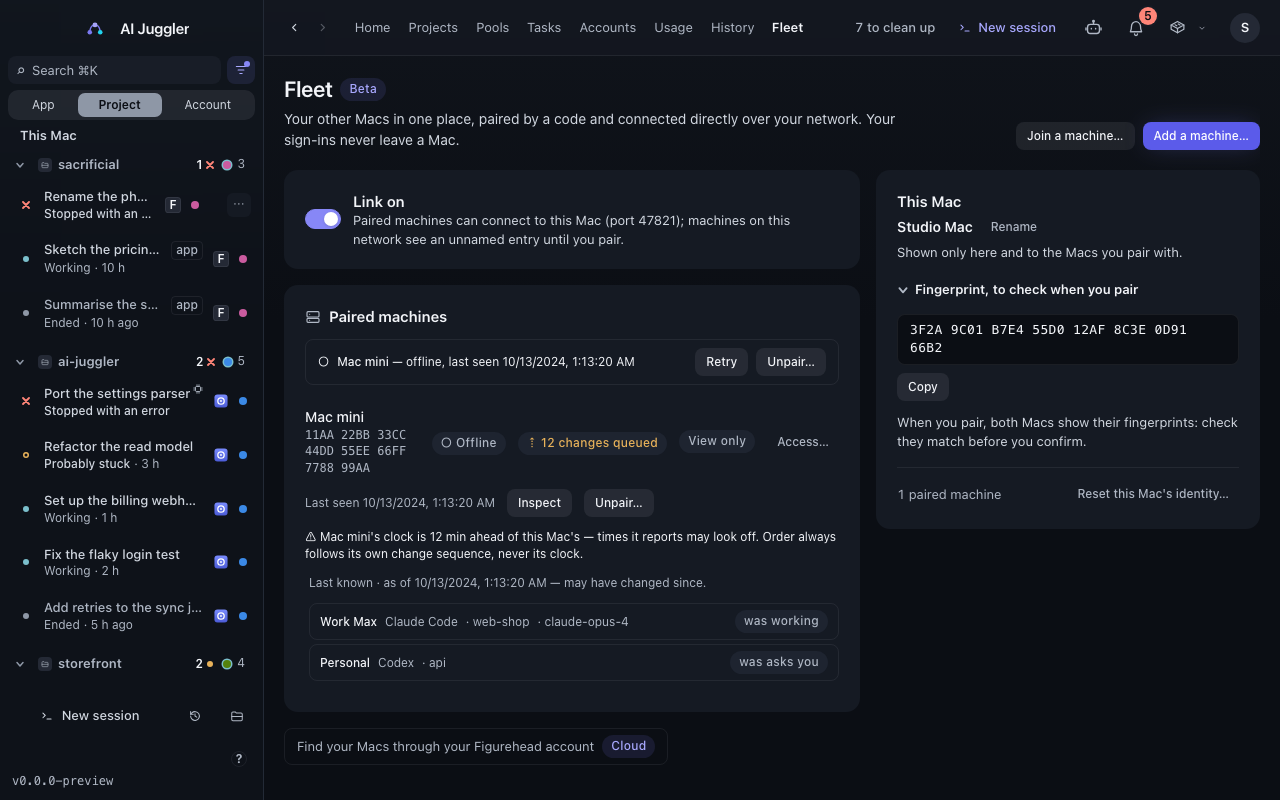 AI Juggler
Search ⌘K
App Project Account
This Mac
sacrificial 1 3
Rename the ph... F
Stopped with an ...
Sketch the pricin... app F
Working · 10 h
Summarise the s... app F
Ended · 10 h ago
ai-juggler 2 5
Port the settings parser
Stopped with an error
Refactor the read model
Probably stuck · 3 h
Set up the billing webh...
Working · 1 h
Fix the flaky login test
Working · 2 h
Add retries to the sync j...
Ended · 5 h ago
storefront 2 4
New session
?
v0.0.0-preview
Home Projects Pools Tasks Accounts Usage History Fleet 7 to clean up New session 5 S
Fleet Beta
Your other Macs in one place, paired by a code and connected directly over your network. Your
sign-ins never leave a Mac.
Join a machine... Add a machine...
Link on
Paired machines can connect to this Mac (port 47821); machines on this
network see an unnamed entry until you pair.
Paired machines
Mac mini — offline, last seen 10/13/2024, 1:13:20 AM Retry Unpair...
Mac mini
11AA 22BB 33CC
44DD 55EE 66FF
7788 99AA
Offline 12 changes queued View only Access...
Last seen 10/13/2024, 1:13:20 AM Inspect Unpair...
⚠ Mac mini's clock is 12 min ahead of this Mac's — times it reports may look off. Order always
follows its own change sequence, never its clock.
Last known · as of 10/13/2024, 1:13:20 AM — may have changed since.
Work Max Claude Code · web-shop · claude-opus-4 was working
Personal Codex · api was asks you
Find your Macs through your Figurehead account Cloud
This Mac
Studio Mac Rename
Shown only here and to the Macs you pair with.
Fingerprint, to check when you pair
3F2A 9C01 B7E4 55D0 12AF 8C3E 0D91
66B2
Copy
When you pair, both Macs show their fingerprints: check
they match before you confirm.
1 paired machine Reset this Mac's identity...